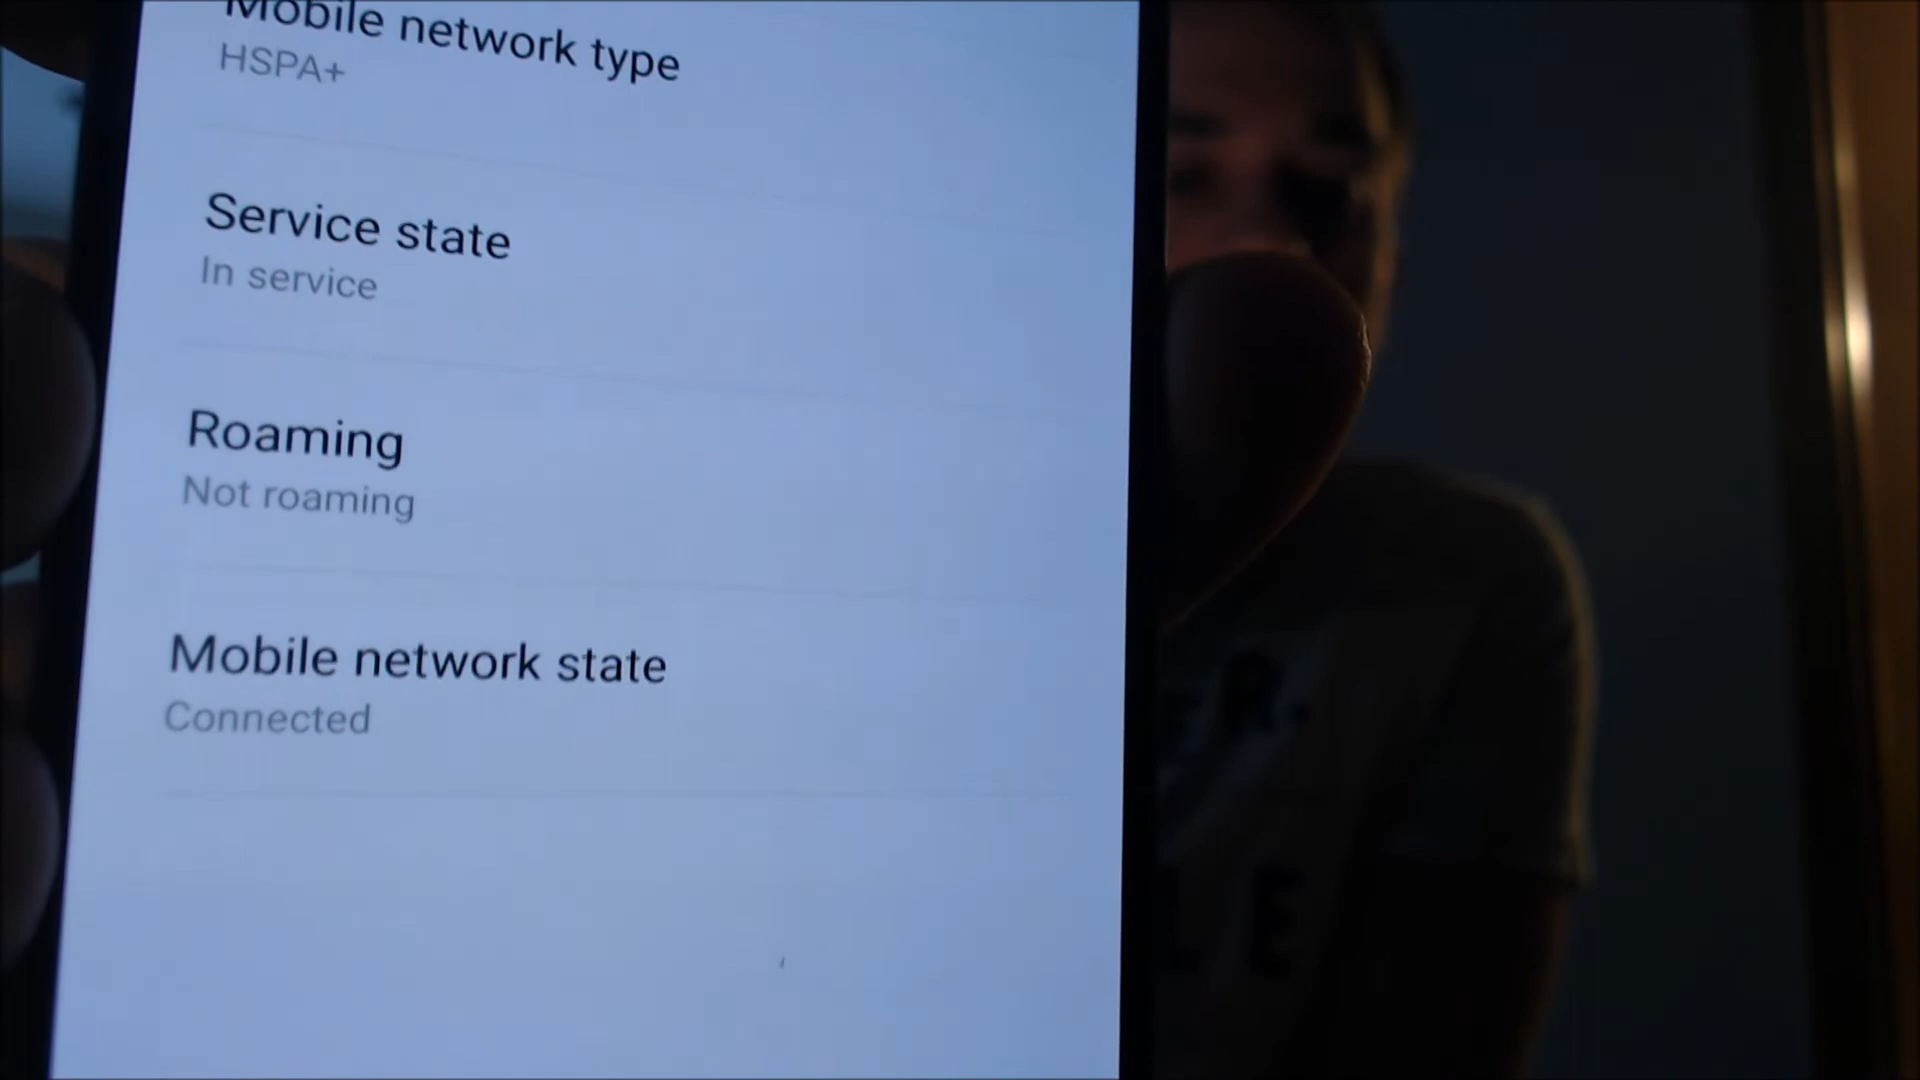 Mobile network type
HSPA+
Service state
In service
Roaming
Not roaming
Mobile network state
Connected